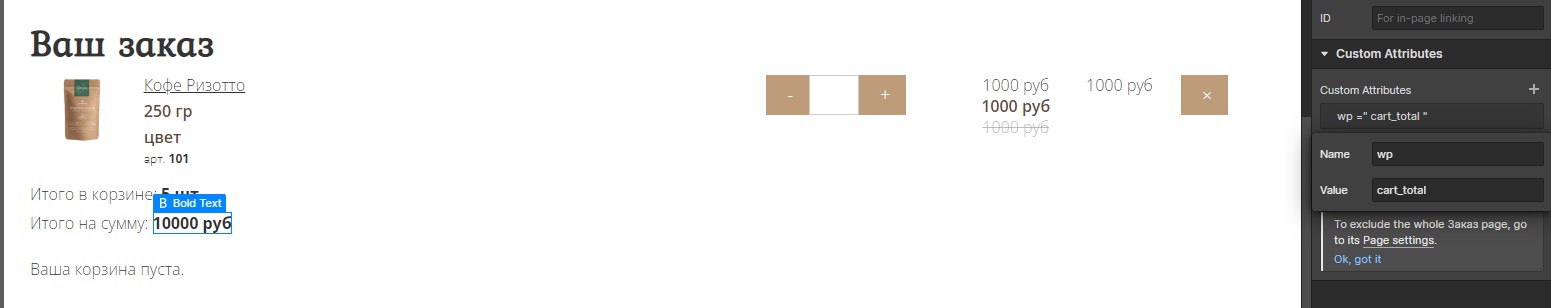 Ваш заказ
Кофе Ризотто
250 гр
цвет
арт. 101
-
+
1000 руб
1000 руб
1000 руб
1000 руб
×
Итого в корзине: 5 шт
B Bold Text
Итого на сумму: 10000 руб
Ваша корзина пуста.
ID
For in-page linking
Custom Attributes
Custom Attributes +
wp =" cart_total "
Name wp
Value cart_total
To exclude the whole Заказ page, go
to its Page settings.
Ok, got it